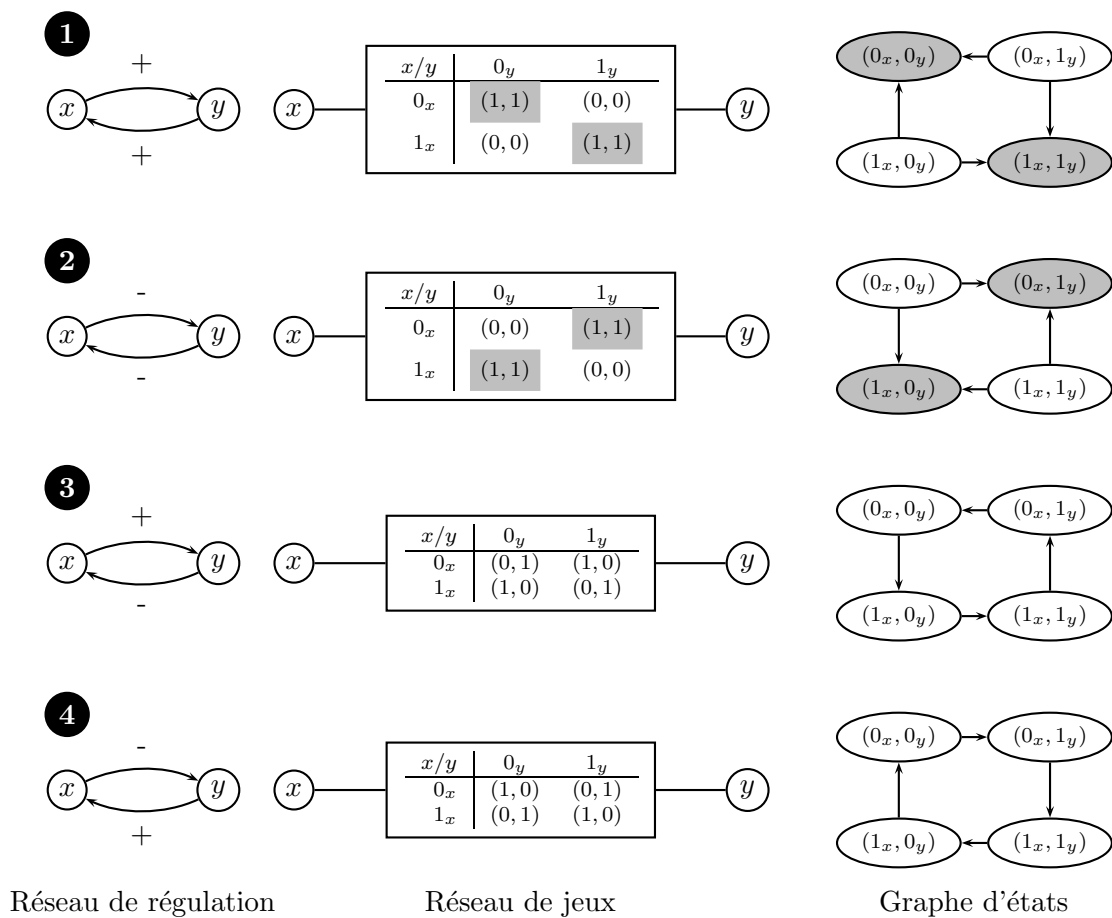 1
+
x y
+
x
x/y 0_y 1_y
0_x (1, 1) (0, 0)
1_x (0, 0) (1, 1)
y
(0_x, 0_y) (0_x, 1_y)
(1_x, 0_y) (1_x, 1_y)
2
-
x y
-
x
x/y 0_y 1_y
0_x (0, 0) (1, 1)
1_x (1, 1) (0, 0)
y
(0_x, 0_y) (0_x, 1_y)
(1_x, 0_y) (1_x, 1_y)
3
+
x y
-
x
x/y 0_y 1_y
0_x (0, 1) (1, 0)
1_x (1, 0) (0, 1)
y
(0_x, 0_y) (0_x, 1_y)
(1_x, 0_y) (1_x, 1_y)
4
-
x y
+
x
x/y 0_y 1_y
0_x (1, 0) (0, 1)
1_x (0, 1) (1, 0)
y
(0_x, 0_y) (0_x, 1_y)
(1_x, 0_y) (1_x, 1_y)
Réseau de régulation
Réseau de jeux
Graphe d'états